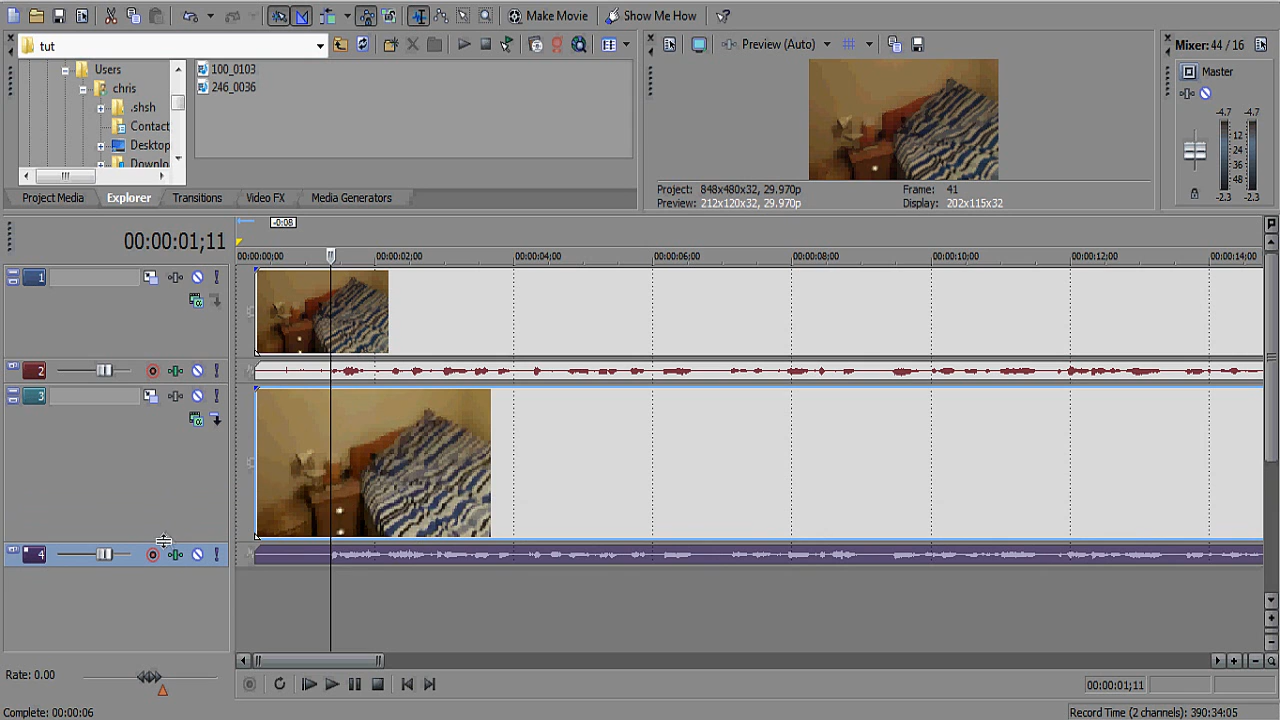 Make Movie Show Me How
tut
Users
chris
.shsh
Contact
Desktop
Downlo
100_0103
246_0036
Project Media Explorer Transitions Video FX Media Generators
Preview (Auto)
Project: 848x480x32, 29.970p Frame: 41
Preview: 212x120x32, 29.970p Display: 202x115x32
Mixer: 44 / 16
Master
-4.7 -4.7
12
24
36
48
-2.3 -2.3
-0:08
00:00:01;11
00:00:00;00 00:00:02;00 00:00:04;00 00:00:06;00 00:00:08;00 00:00:10;00 00:00:12;00 00:00:14;00
1
2
3
4
Rate: 0.00
00:00:01;11
Complete: 00:00:06 Record Time (2 channels): 390:34:05